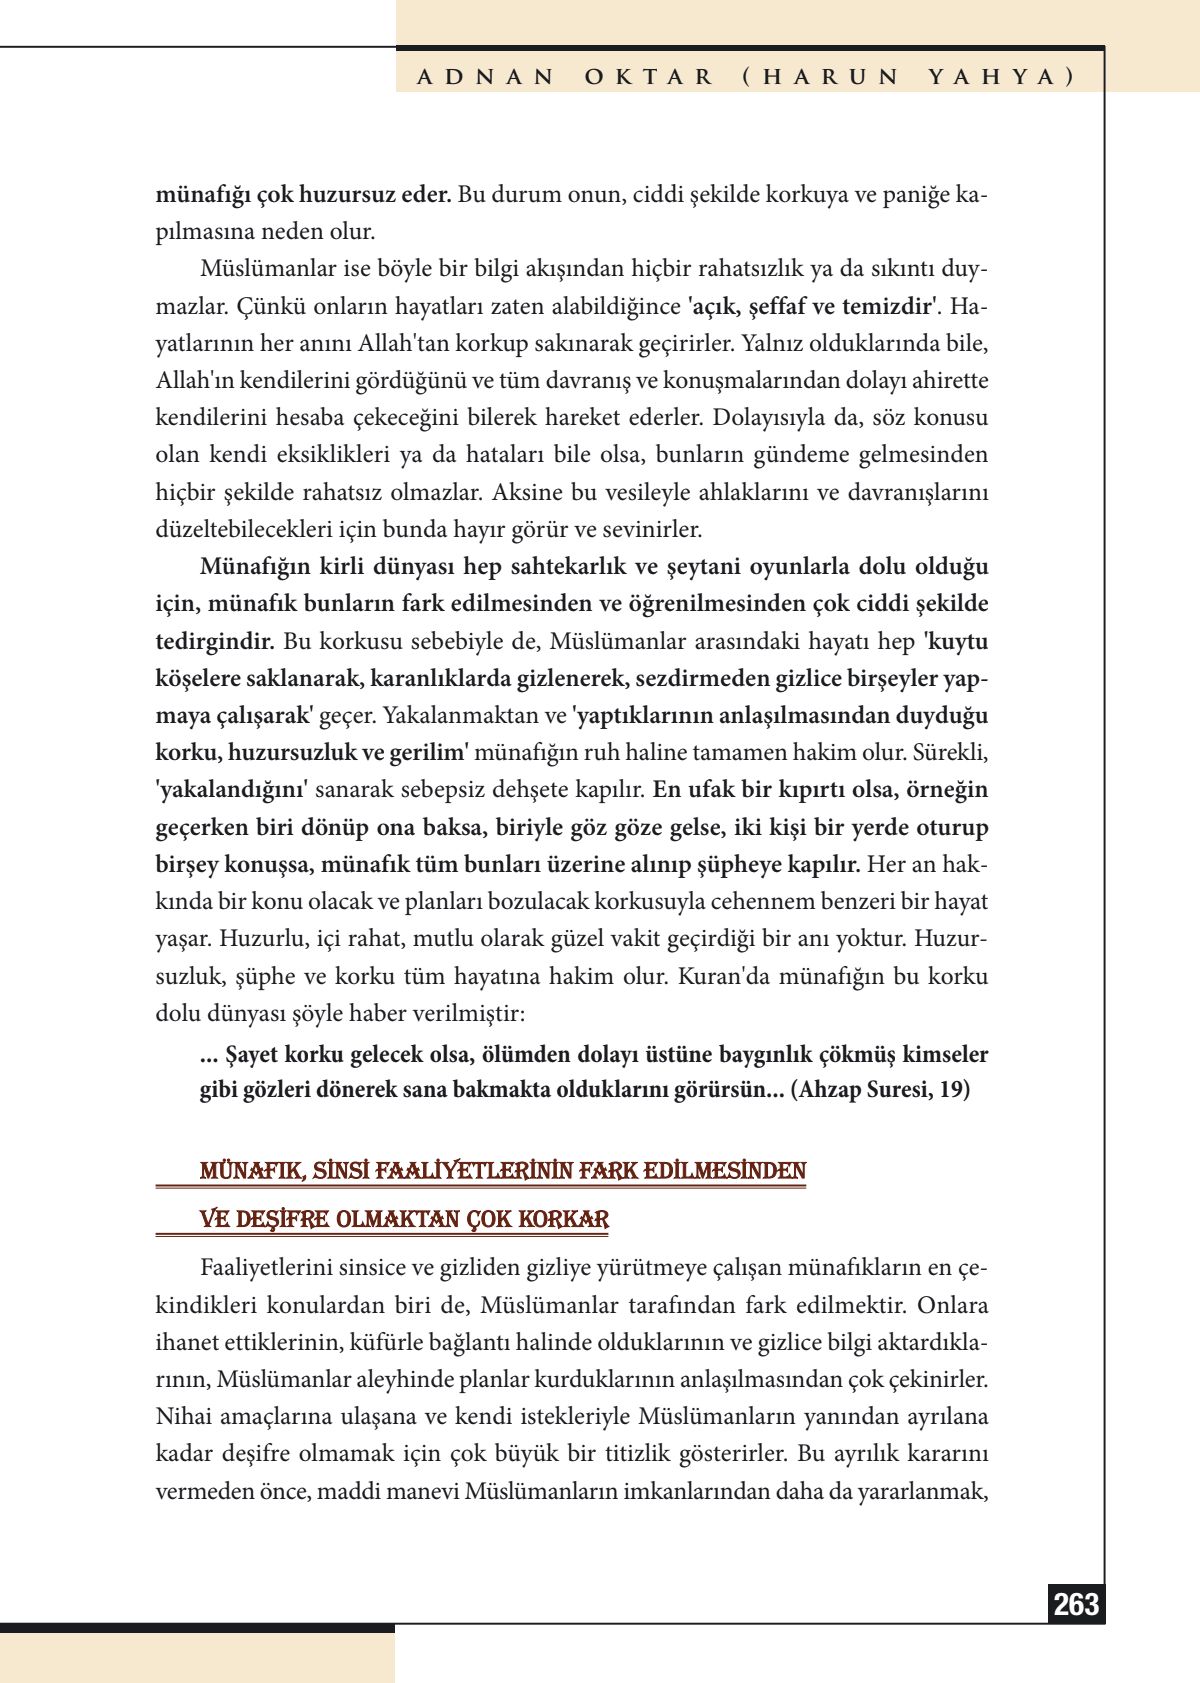 ADNAN OKTAR (HARUN YAHYA)
münafığı çok huzursuz eder. Bu durum onun, ciddi şekilde korkuya ve paniğe ka-
pılmasına neden olur.
Müslümanlar ise böyle bir bilgi akışından hiçbir rahatsızlık ya da sıkıntı duy-
mazlar. Çünkü onların hayatları zaten alabildiğince 'açık, şeffaf ve temizdir'. Ha-
yatlarının her anını Allah'tan korkup sakınarak geçirirler. Yalnız olduklarında bile,
Allah'ın kendilerini gördüğünü ve tüm davranış ve konuşmalarından dolayı ahirette
kendilerini hesaba çekeceğini bilerek hareket ederler. Dolayısıyla da, söz konusu
olan kendi eksiklikleri ya da hataları bile olsa, bunların gündeme gelmesinden
hiçbir şekilde rahatsız olmazlar. Aksine bu vesileyle ahlaklarını ve davranışlarını
düzeltebilecekleri için bunda hayır görür ve sevinirler.
Münafığın kirli dünyası hep sahtekarlık ve şeytani oyunlarla dolu olduğu
için, münafık bunların fark edilmesinden ve öğrenilmesinden çok ciddi şekilde
tedirgindir. Bu korkusu sebebiyle de, Müslümanlar arasındaki hayatı hep 'kuytu
köşelere saklanarak, karanlıklarda gizlenerek, sezdirmeden gizlice birşeyler yap-
maya çalışarak' geçer. Yakalanmaktan ve 'yaptıklarının anlaşılmasından duyduğu
korku, huzursuzluk ve gerilim' münafığın ruh haline tamamen hakim olur. Sürekli,
'yakalandığını' sanarak sebepsiz dehşete kapılır. En ufak bir kıpırtı olsa, örneğin
geçerken biri dönüp ona baksa, biriyle göz göze gelse, iki kişi bir yerde oturup
birşey konuşsa, münafık tüm bunları üzerine alınıp şüpheye kapılır. Her an hak-
kında bir konu olacak ve planları bozulacak korkusuyla cehennem benzeri bir hayat
yaşar. Huzurlu, içi rahat, mutlu olarak güzel vakit geçirdiği bir anı yoktur. Huzur-
suzluk, şüphe ve korku tüm hayatına hakim olur. Kuran'da münafığın bu korku
dolu dünyası şöyle haber verilmiştir:
... Şayet korku gelecek olsa, ölümden dolayı üstüne baygınlık çökmüş kimseler
gibi gözleri dönerek sana bakmakta olduklarını görürsün... (Ahzap Suresi, 19)
MÜNAFIK, SİNSİ FAALİYETLERİNİN FARK EDİLMESİNDEN
VE DEŞİFRE OLMAKTAN ÇOK KORKAR
Faaliyetlerini sinsice ve gizliden gizliye yürütmeye çalışan münafıkların en çe-
kindikleri konulardan biri de, Müslümanlar tarafından fark edilmektir. Onlara
ihanet ettiklerinin, küfürle bağlantı halinde olduklarının ve gizlice bilgi aktardıkla-
rının, Müslümanlar aleyhinde planlar kurduklarının anlaşılmasından çok çekinirler.
Nihai amaçlarına ulaşana ve kendi istekleriyle Müslümanların yanından ayrılana
kadar deşifre olmamak için çok büyük bir titizlik gösterirler. Bu ayrılık kararını
vermeden önce, maddi manevi Müslümanların imkanlarından daha da yararlanmak,
263